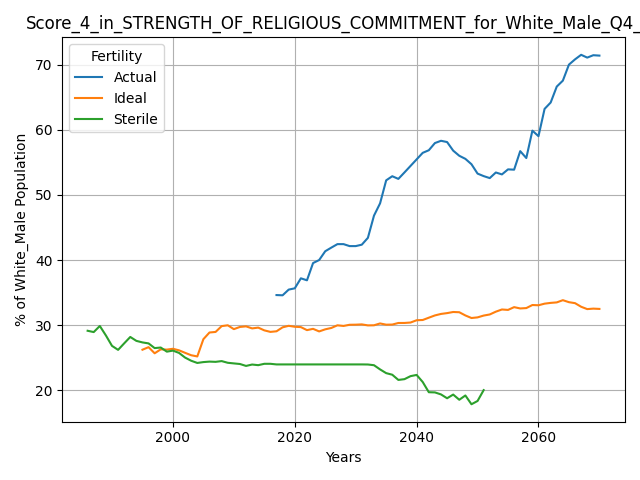 Score_4_in_STRENGTH_OF_RELIGIOUS_COMMITMENT_for_White_Male_Q4_
Fertility
Actual
Ideal
Sterile
% of White_Male Population
70
60
50
40
30
20
2000
2020
2040
2060
Years